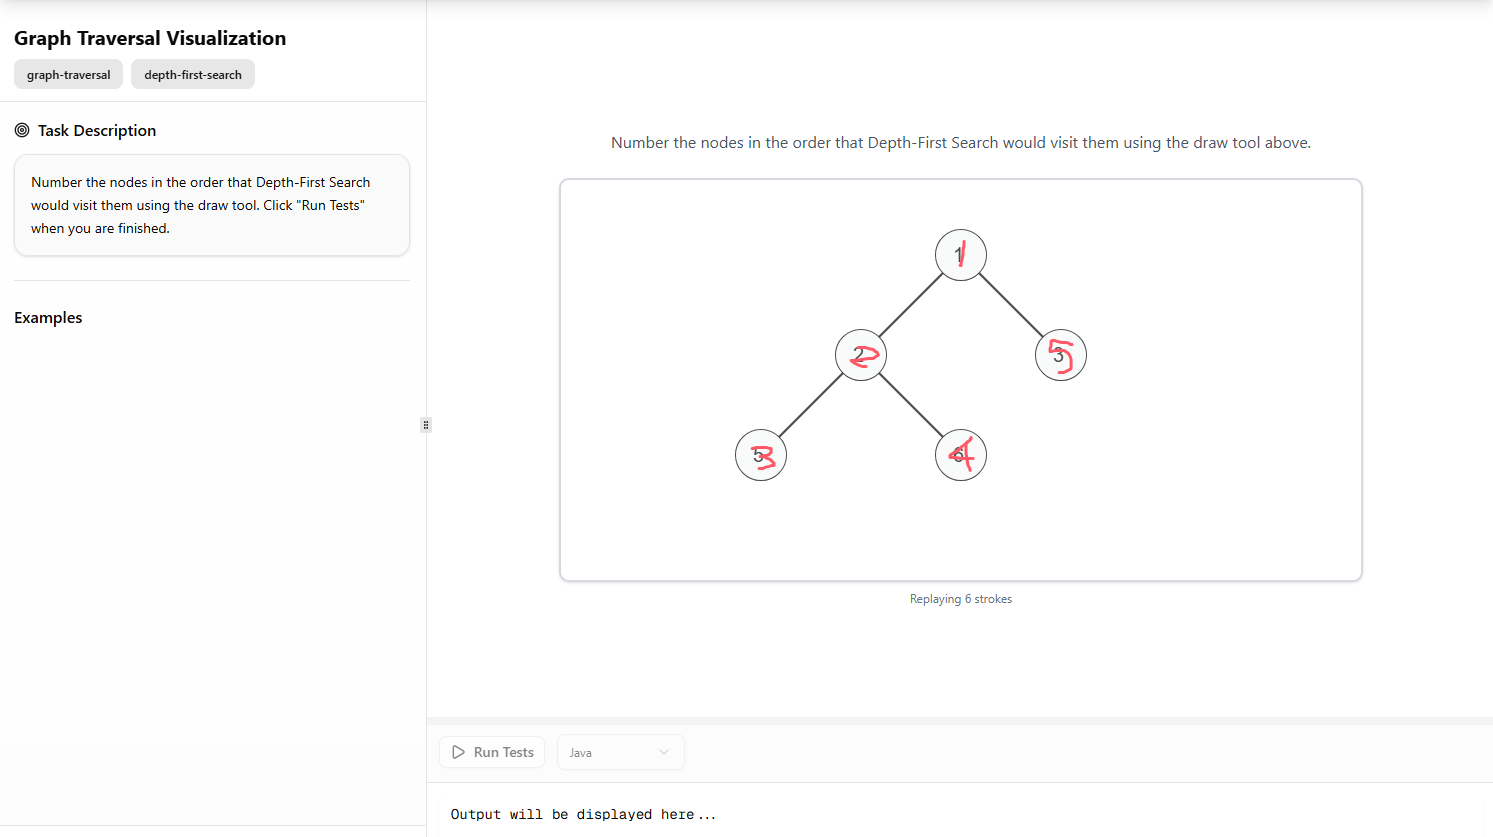 Graph Traversal Visualization
graph-traversal depth-first-search
Task Description
Number the nodes in the order that Depth-First Search
would visit them using the draw tool. Click "Run Tests"
when you are finished.
Examples
Number the nodes in the order that Depth-First Search would visit them using the draw tool above.
1 1
2 2
3 5
5 3
4
Replaying 6 strokes
Run Tests Java
Output will be displayed here...